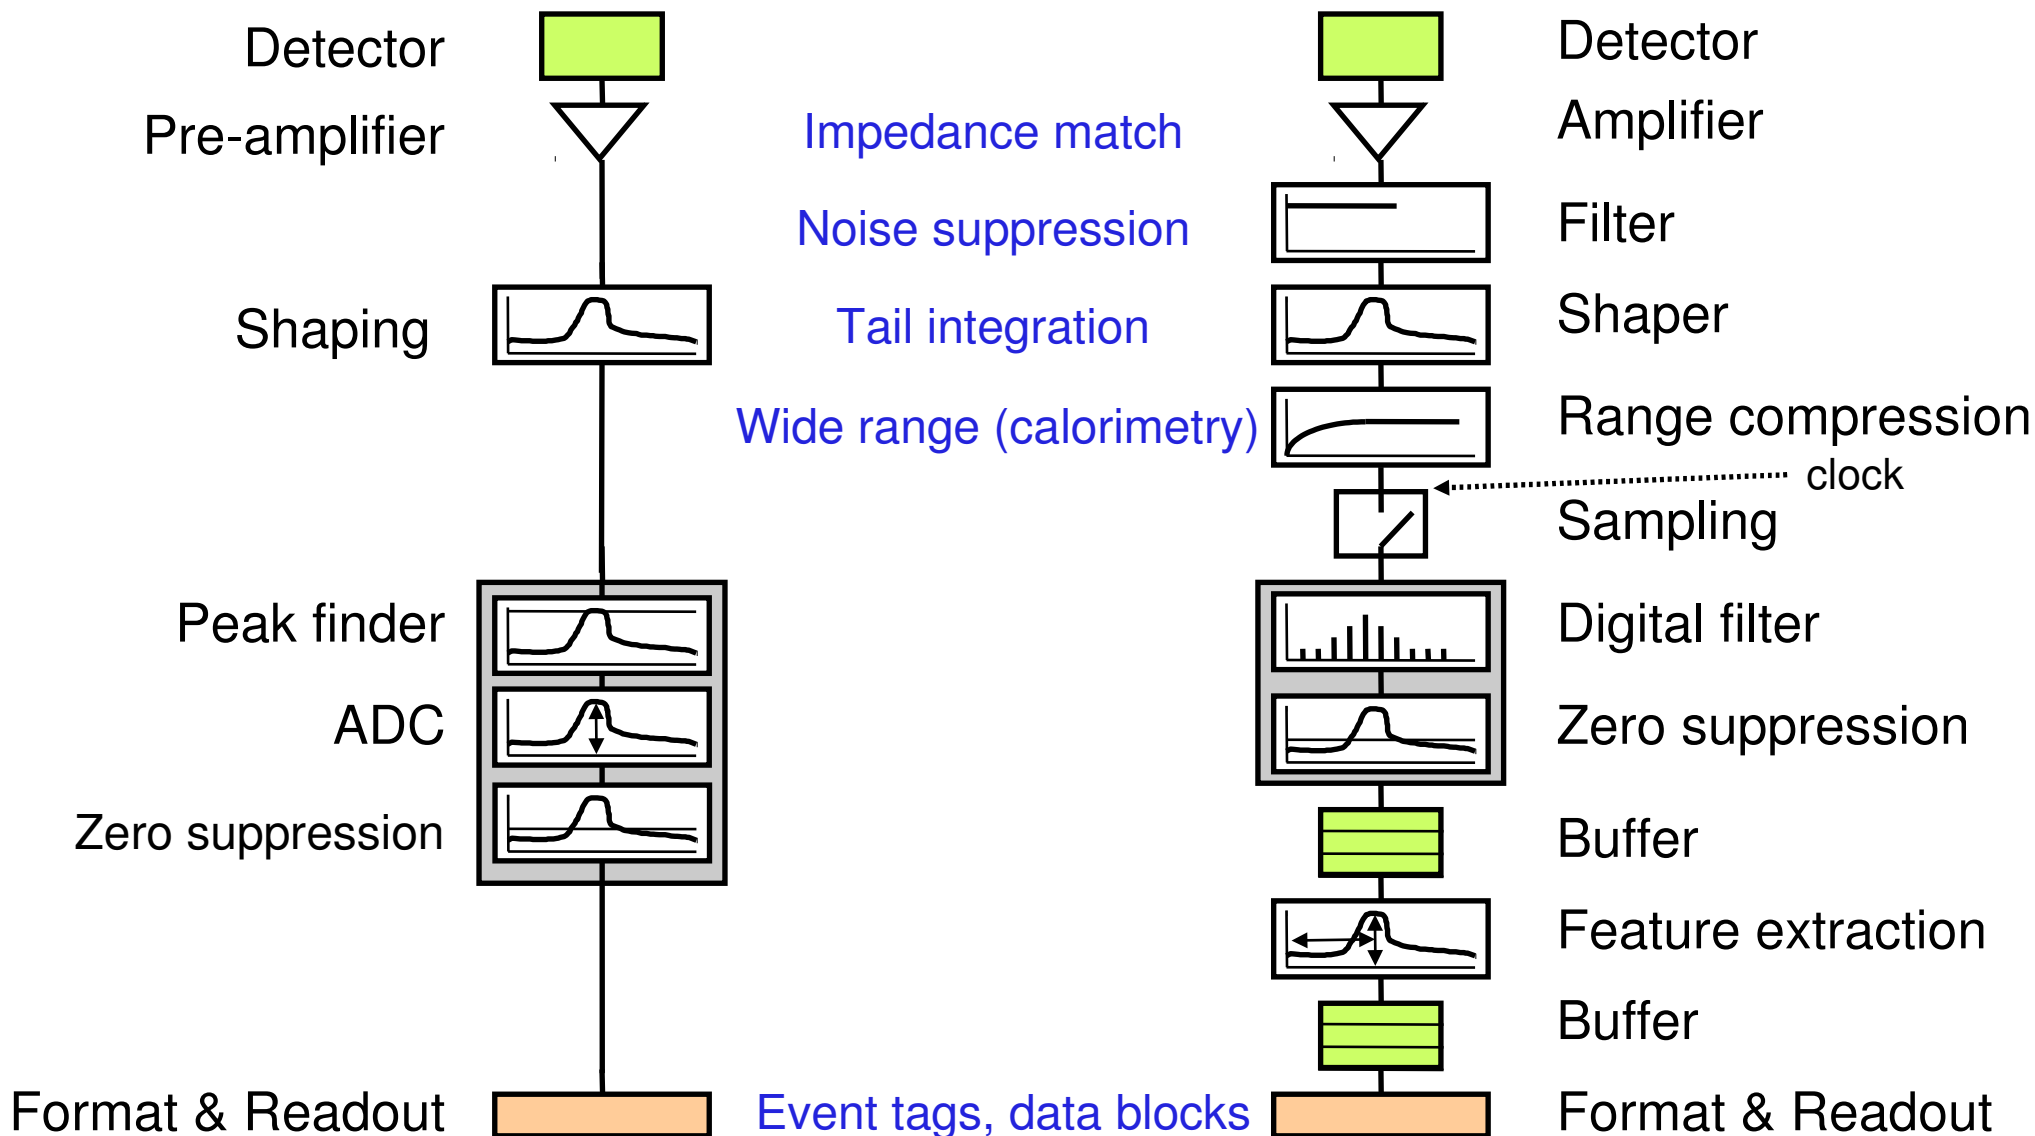 Detector
Detector
Pre-amplifier
Impedance match
Amplifier
Noise suppression
Filter
Shaping
Tail integration
Shaper
Wide range (calorimetry)
Range compression
clock
Sampling
Peak finder
Digital filter
ADC
Zero suppression
Zero suppression
Buffer
Feature extraction
Buffer
Format & Readout
Event tags, data blocks
Format & Readout